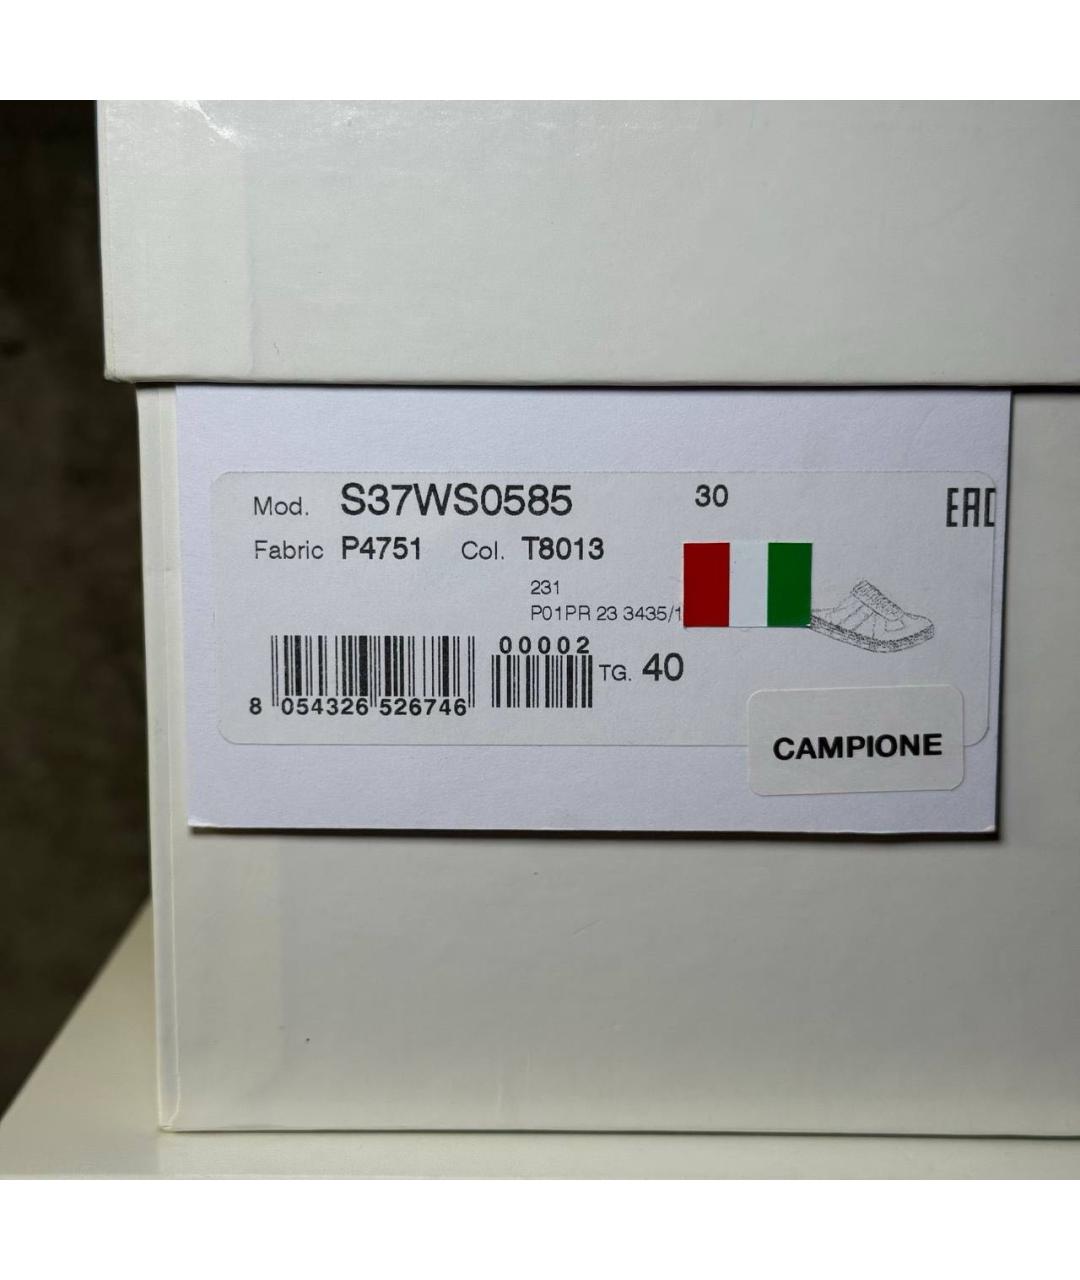 Mod. S37WS0585 30
EAC
Fabric P4751 Col. T8013
231
P01PR 23 3435/1
00002
TG. 40
8 054326 526746
CAMPIONE